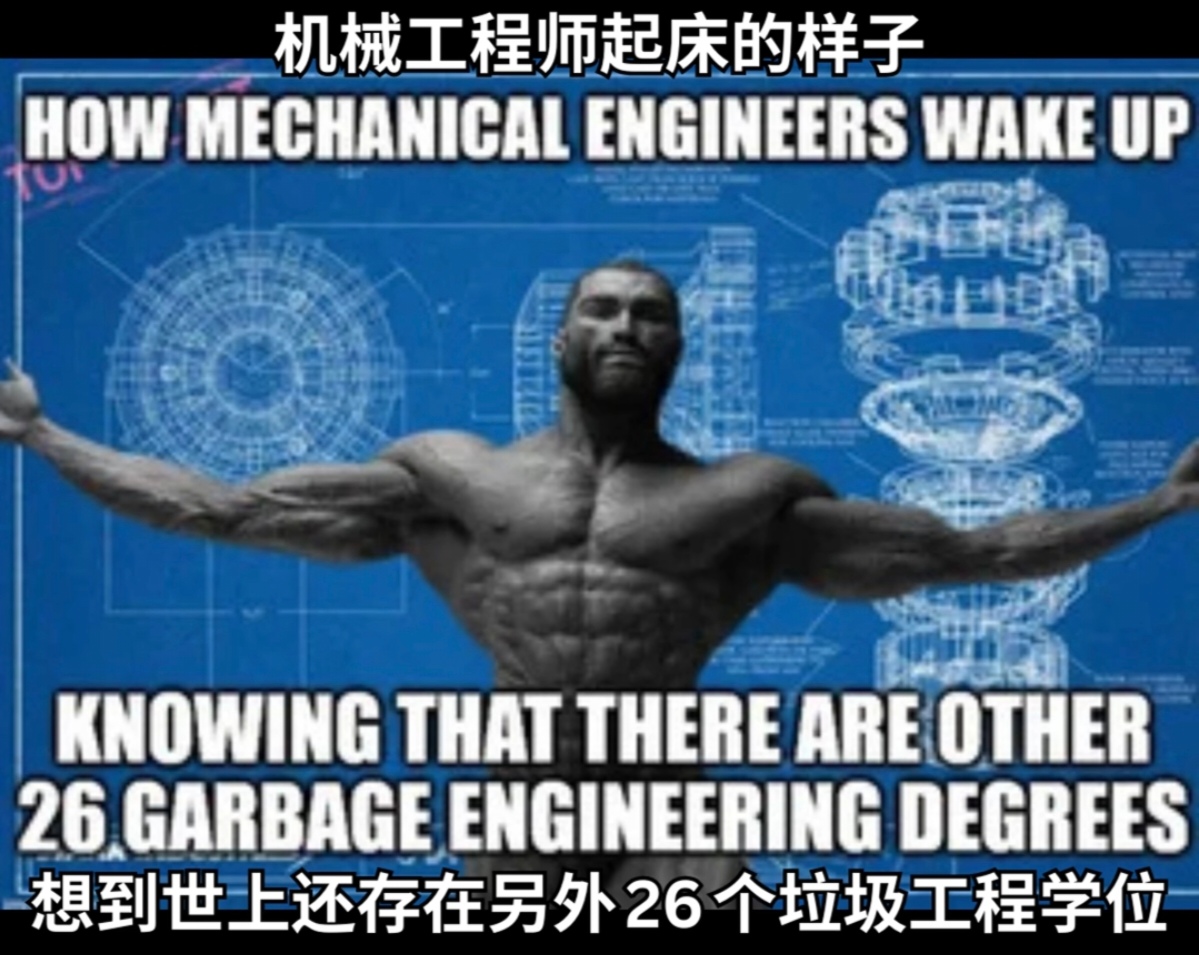 机械工程师起床的样子
HOW MECHANICAL ENGINEERS WAKE UP
KNOWING THAT THERE ARE OTHER
26 GARBAGE ENGINEERING DEGREES
想到世上还存在另外26个垃圾工程学位